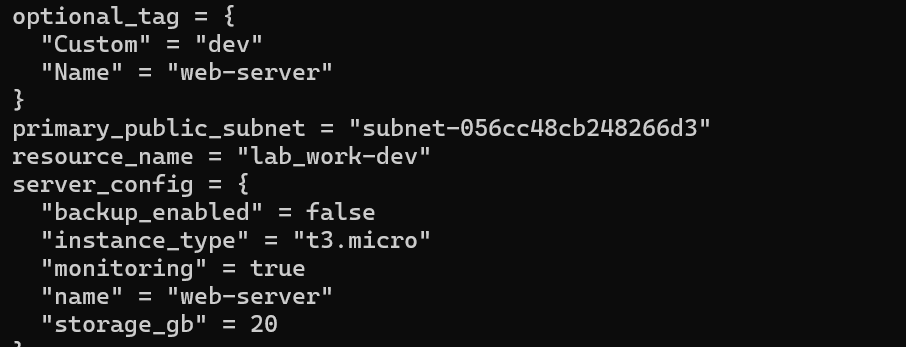 optional_tag = {
  "Custom" = "dev"
  "Name" = "web-server"
}
primary_public_subnet = "subnet-056cc48cb248266d3"
resource_name = "lab_work-dev"
server_config = {
  "backup_enabled" = false
  "instance_type" = "t3.micro"
  "monitoring" = true
  "name" = "web-server"
  "storage_gb" = 20
}